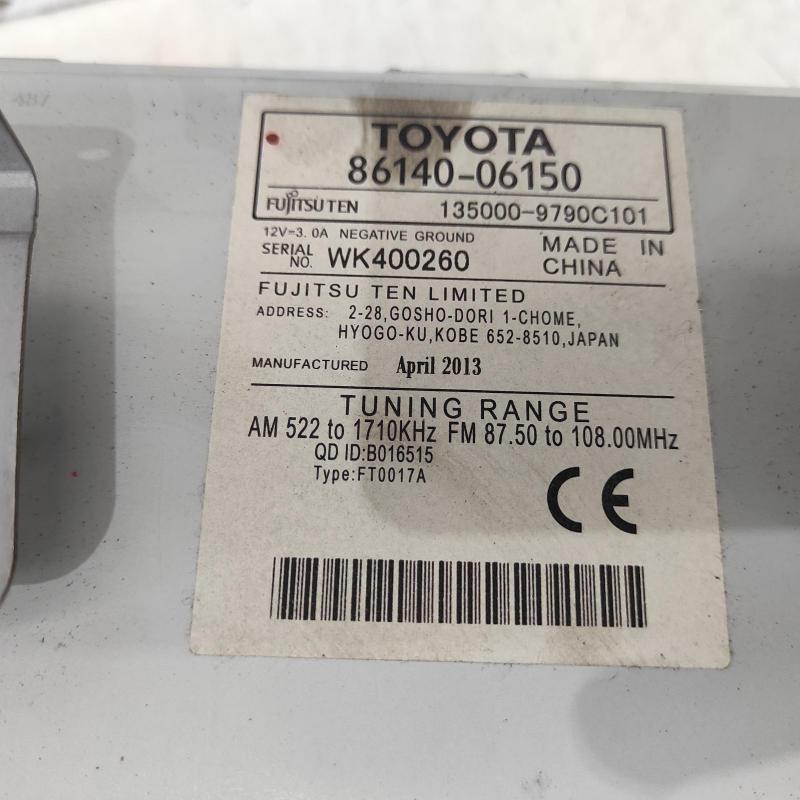 TOYOTA
86140-06150
FUJITSU TEN 135000-9790C101
12V⎓3.0A NEGATIVE GROUND
SERIAL NO. WK400260
MADE IN CHINA
FUJITSU TEN LIMITED
ADDRESS: 2-28,GOSHO-DORI 1-CHOME,
HYOGO-KU,KOBE 652-8510,JAPAN
MANUFACTURED April 2013
TUNING RANGE
AM 522 to 1710KHz FM 87.50 to 108.00MHz
QD ID:B016515
Type:FT0017A
CE